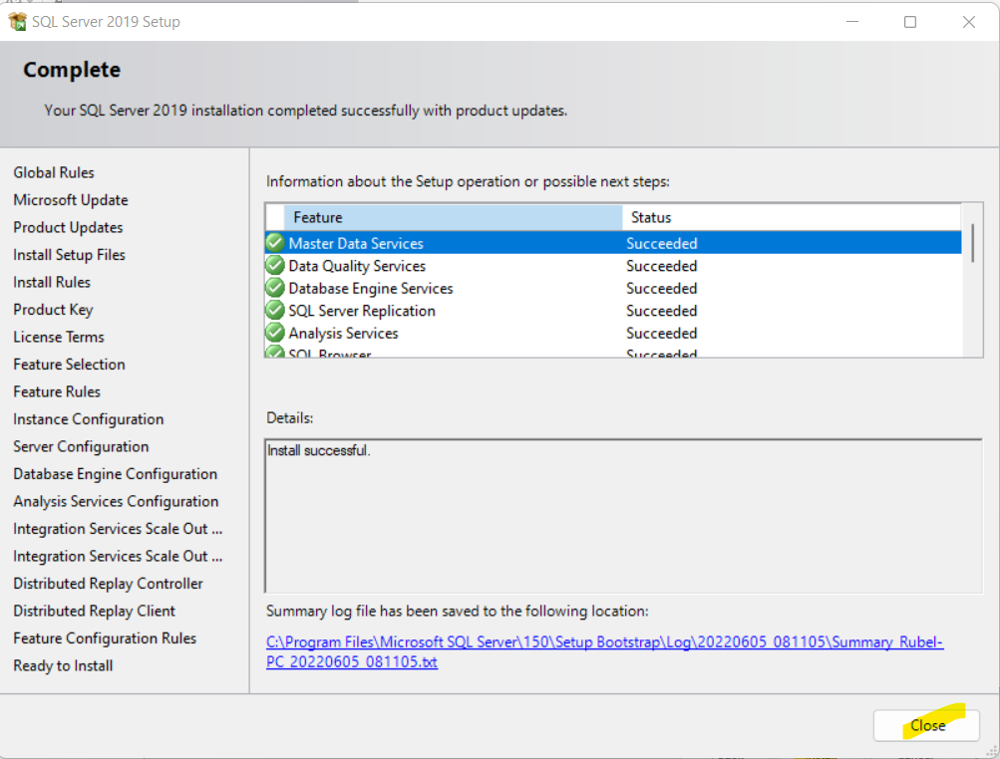 SQL Server 2019 Setup
Complete
Your SQL Server 2019 installation completed successfully with product updates.
Global Rules
Microsoft Update
Product Updates
Install Setup Files
Install Rules
Product Key
License Terms
Feature Selection
Feature Rules
Instance Configuration
Server Configuration
Database Engine Configuration
Analysis Services Configuration
Integration Services Scale Out ...
Integration Services Scale Out ...
Distributed Replay Controller
Distributed Replay Client
Feature Configuration Rules
Ready to Install
Information about the Setup operation or possible next steps:
Feature Status
Master Data Services Succeeded
Data Quality Services Succeeded
Database Engine Services Succeeded
SQL Server Replication Succeeded
Analysis Services Succeeded
SQL Browser Succeeded
Details:
Install successful.
Summary log file has been saved to the following location:
C:\Program Files\Microsoft SQL Server\150\Setup Bootstrap\Log\20220605_081105\Summary_Rubel-
PC_20220605_081105.txt
Close